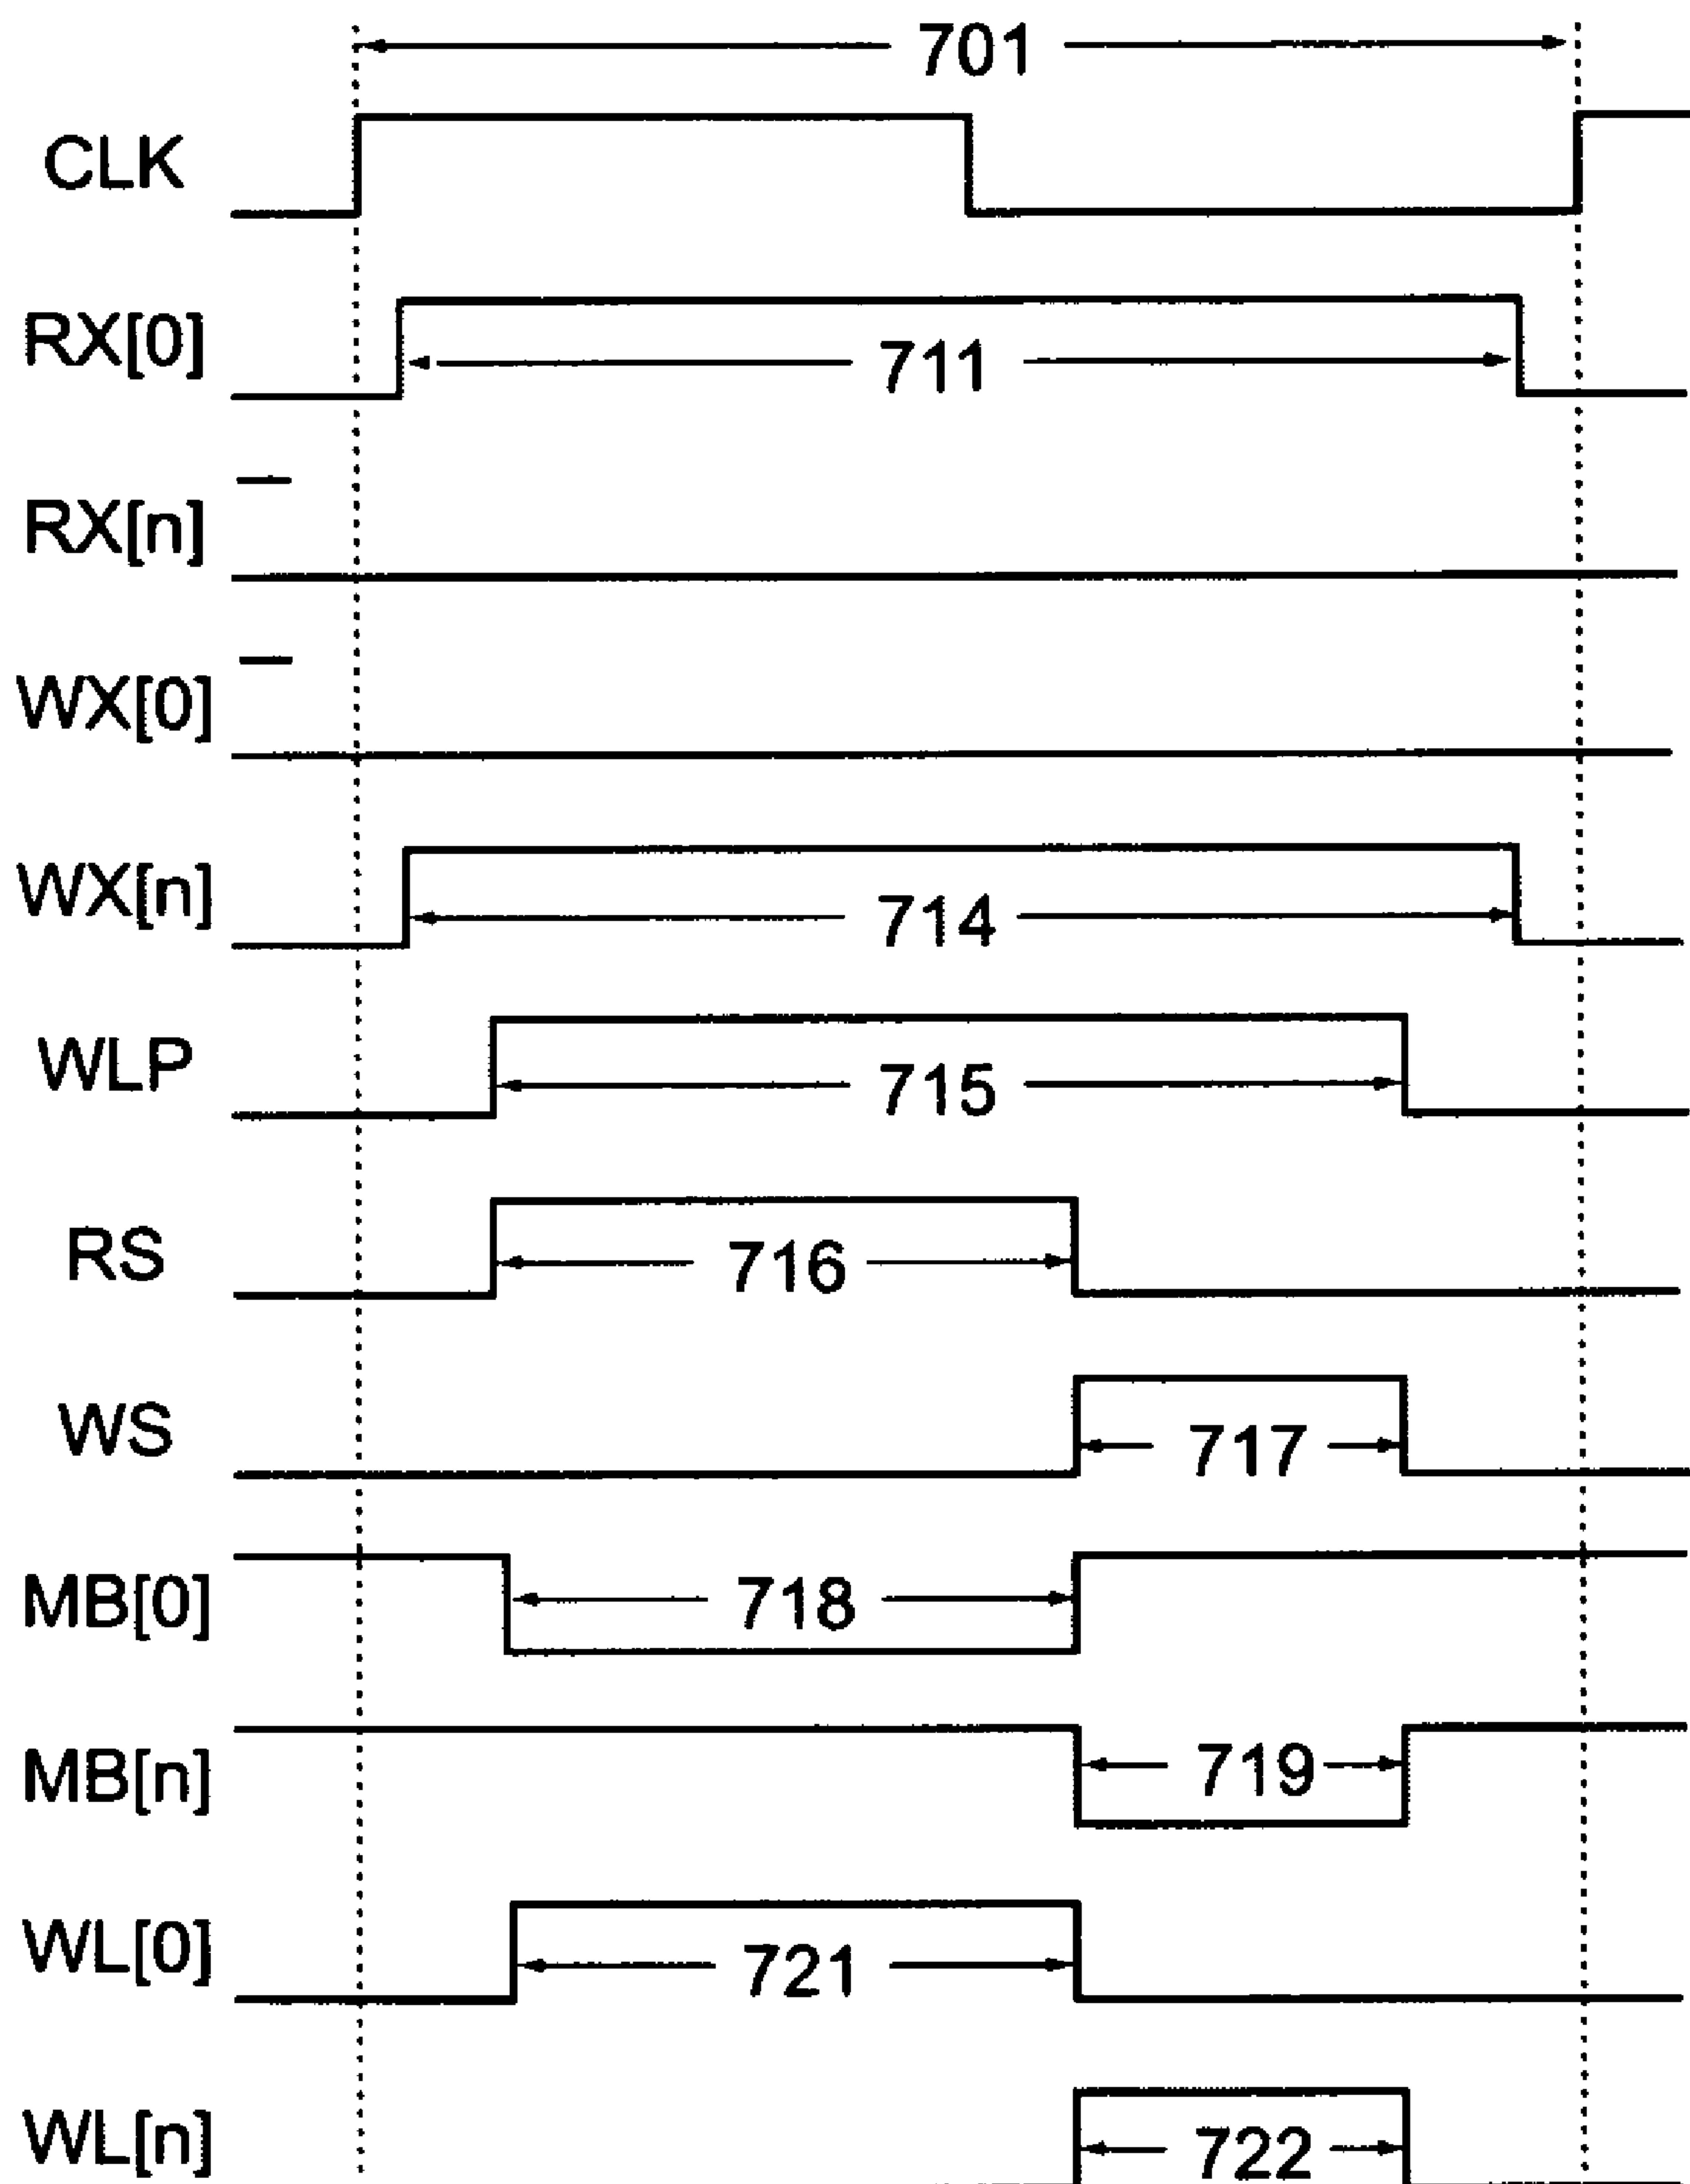 701
CLK
RX[0]
711
RX[n]
WX[0]
WX[n]
714
WLP
715
RS
716
WS
717
MB[0]
718
MB[n]
719
WL[0]
721
WL[n]
722